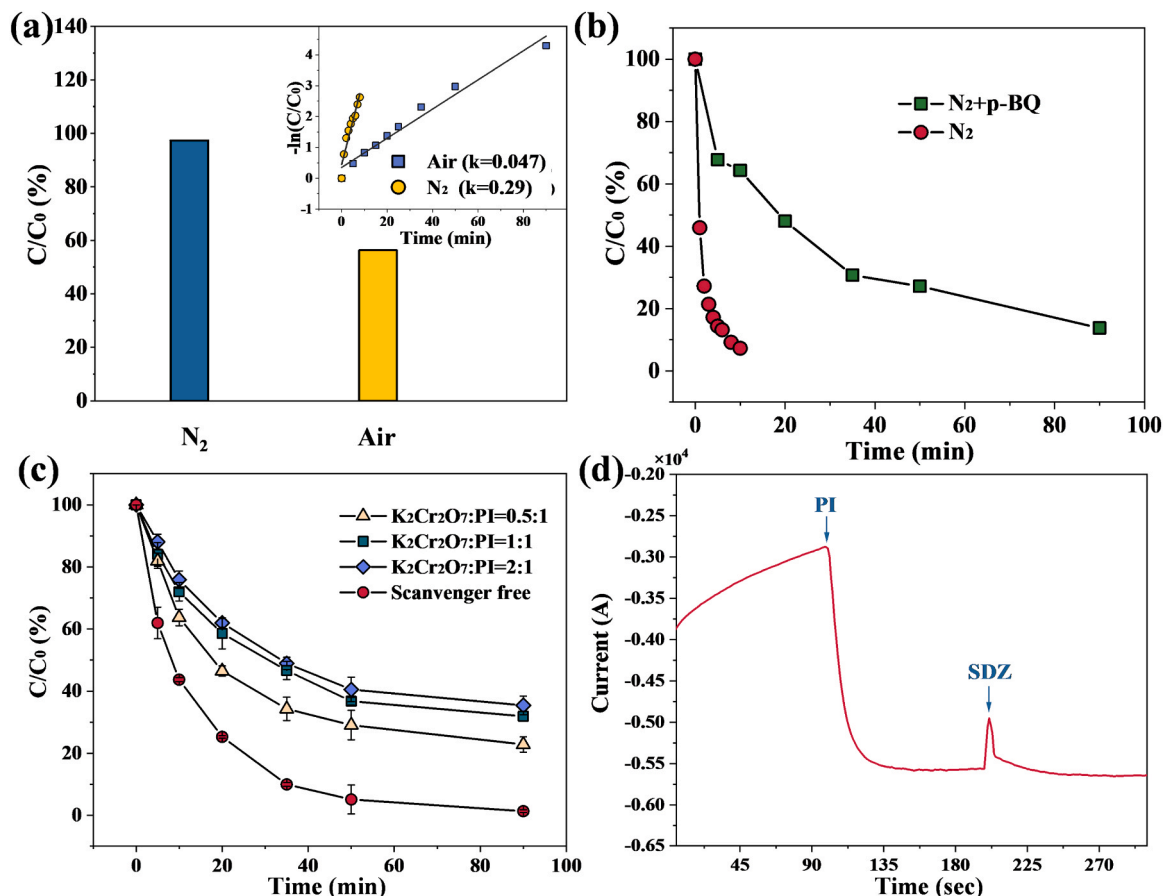 (a)
140
120
100
80
60
40
20
0
C/C₀ (%)
N₂
Air
4
3
2
1
0
-1
-ln(C/C₀)
Air (k=0.047)
N₂ (k=0.29)
)
0 20 40 60 80
Time (min)
(b)
100
80
60
40
20
0
C/C₀ (%)
N₂+p-BQ
N₂
0 20 40 60 80 100
Time (min)
(c)
100
80
60
40
20
0
C/C₀ (%)
K₂Cr₂O₇:PI=0.5:1
K₂Cr₂O₇:PI=1:1
K₂Cr₂O₇:PI=2:1
Scanvenger free
0 20 40 60 80 100
Time (min)
(d)
×10⁴
-0.20
-0.25
-0.30
-0.35
-0.40
-0.45
-0.50
-0.55
-0.60
-0.65
Current (A)
PI
SDZ
45 90 135 180 225 270
Time (sec)